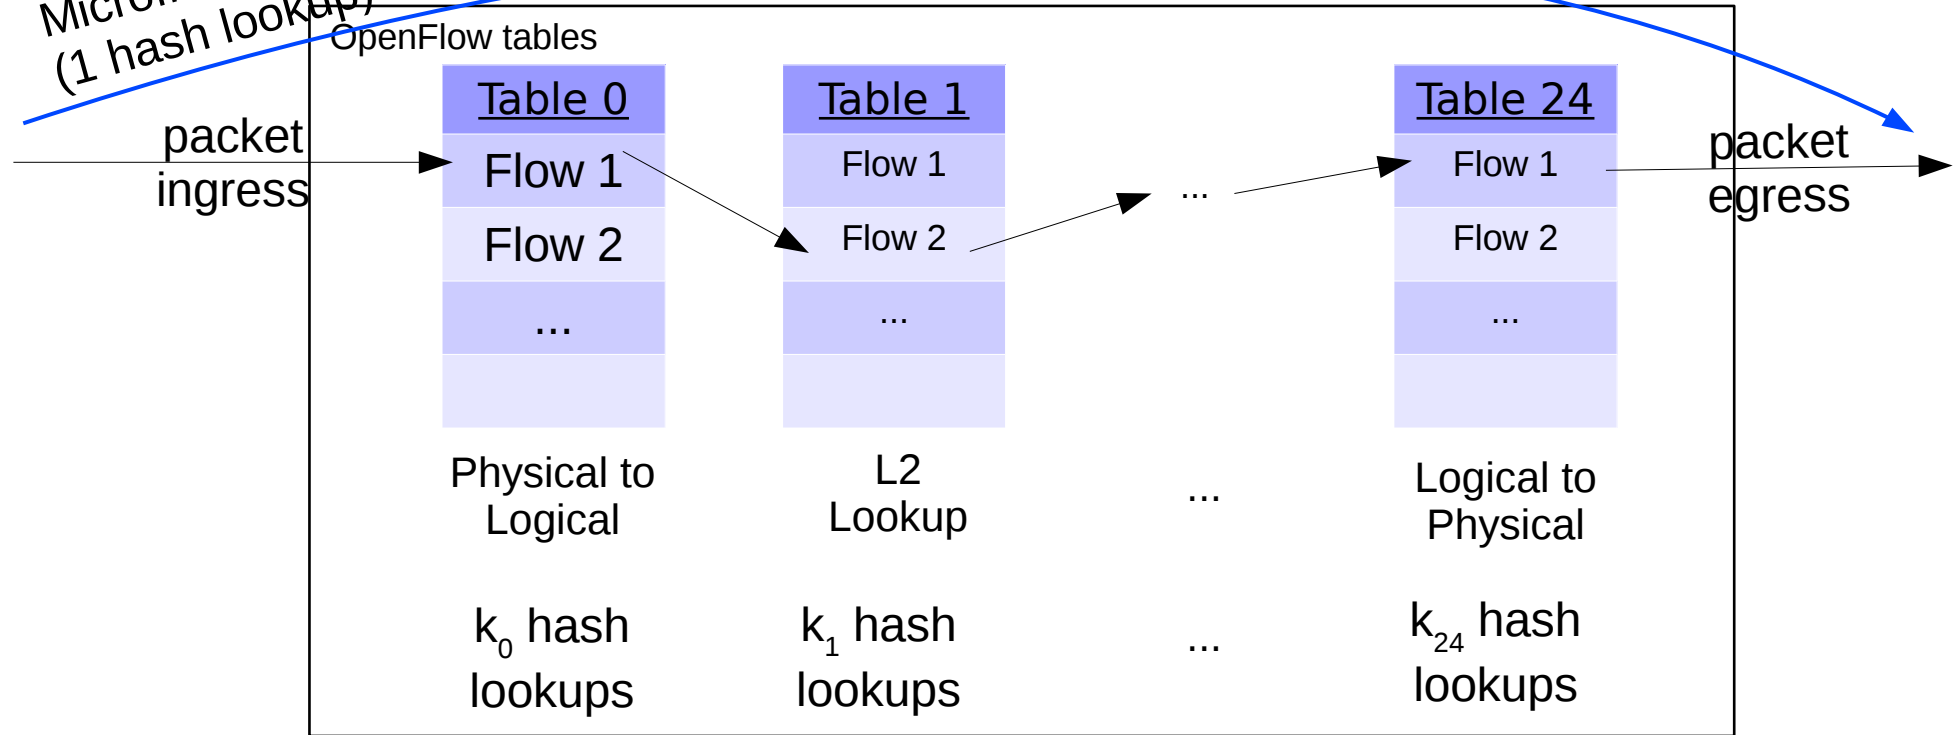 (1 hash lookup)
OpenFlow tables
Table 0
Table 1
Table 24
packet
ingress
Flow 1
Flow 1
...
Flow 1
packet
egress
Flow 2
Flow 2
Flow 2
...
...
...
Physical to
Logical
L2
Lookup
...
Logical to
Physical
k0 hash
lookups
k1 hash
lookups
...
k24 hash
lookups